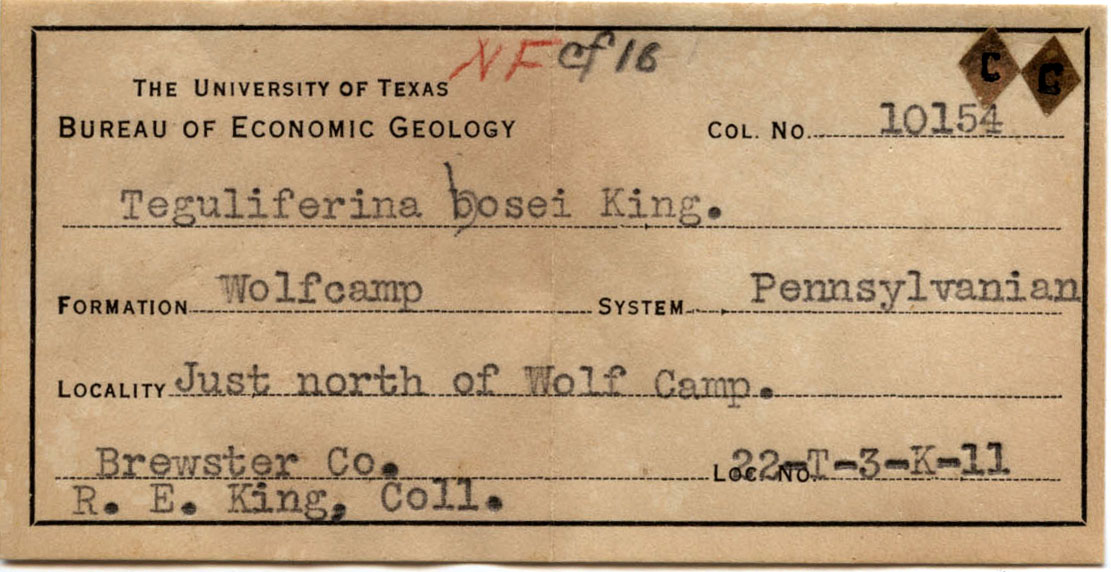 NF cf 16
C C
THE UNIVERSITY OF TEXAS
BUREAU OF ECONOMIC GEOLOGY
COL. NO. 10154
Teguliferina bosei King.
FORMATION Wolfcamp SYSTEM Pennsylvanian
LOCALITY Just north of Wolf Camp.
Brewster Co. LOC. NO. 22-T-3-K-11
R. E. King, Coll.